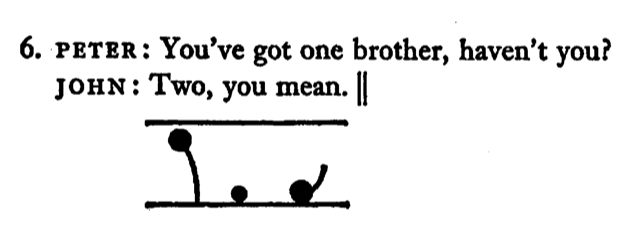 6. PETER: You've got one brother, haven't you?
JOHN: Two, you mean. ||